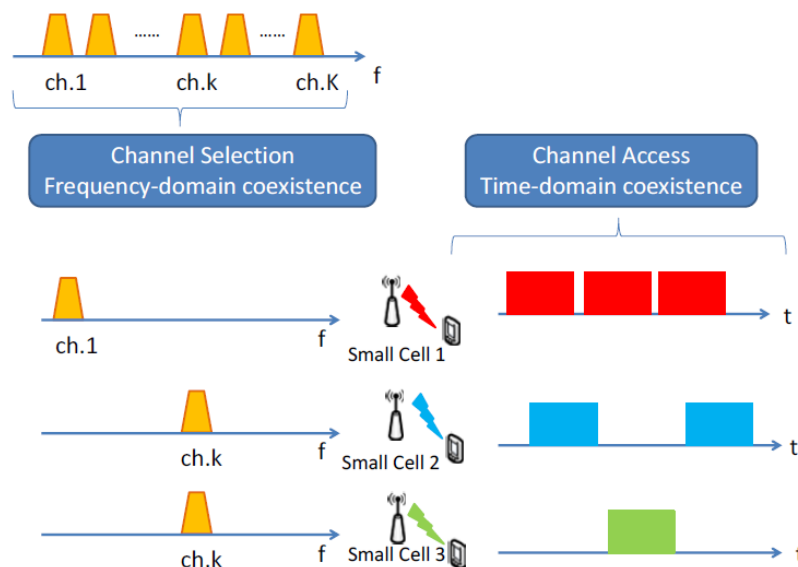 ......
......
ch.1
ch.k
ch.K
f
Channel Selection
Frequency-domain coexistence
Channel Access
Time-domain coexistence
ch.1
f
Small Cell 1
t
ch.k
f
Small Cell 2
t
ch.k
f
Small Cell 3
t